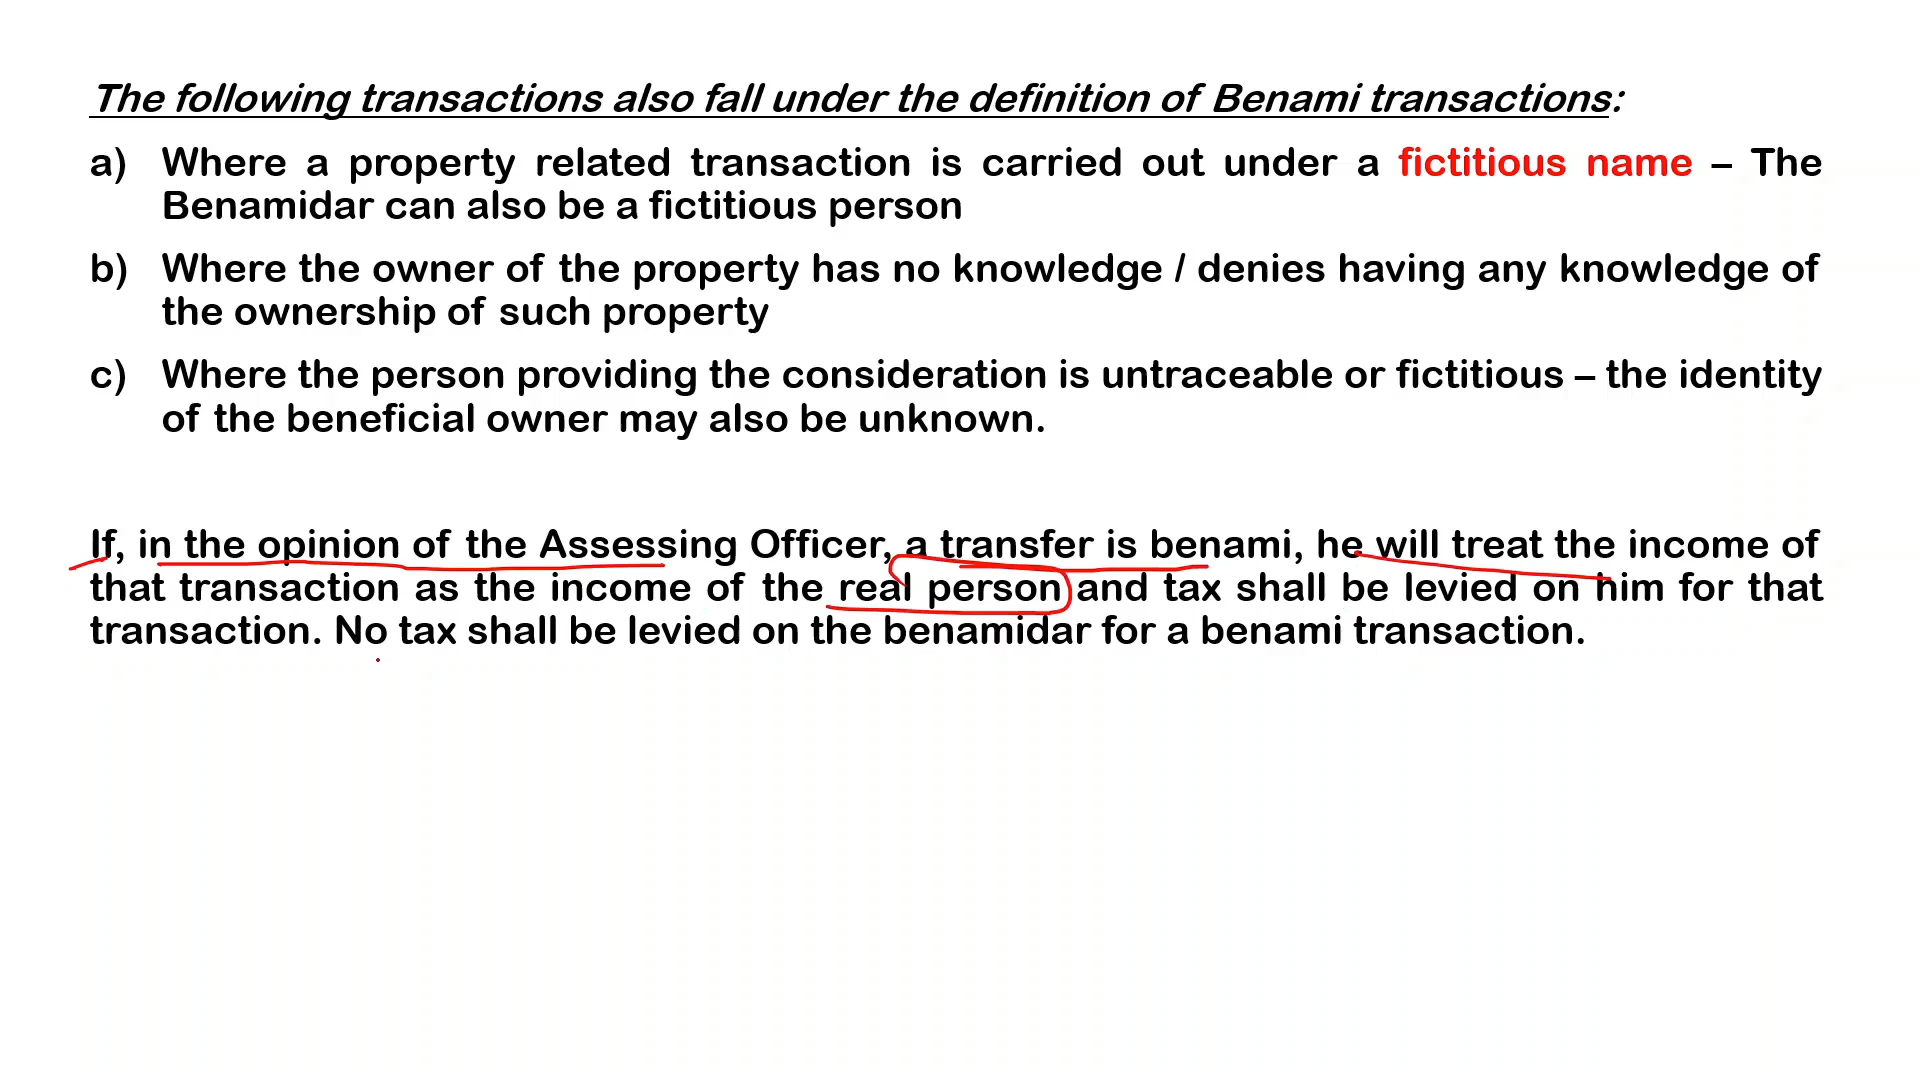 The following transactions also fall under the definition of Benami transactions:
a) Where a property related transaction is carried out under a fictitious name – The
Benamidar can also be a fictitious person
b) Where the owner of the property has no knowledge / denies having any knowledge of
the ownership of such property
c) Where the person providing the consideration is untraceable or fictitious – the identity
of the beneficial owner may also be unknown.
If, in the opinion of the Assessing Officer, a transfer is benami, he will treat the income of
that transaction as the income of the real person and tax shall be levied on him for that
transaction. No tax shall be levied on the benamidar for a benami transaction.